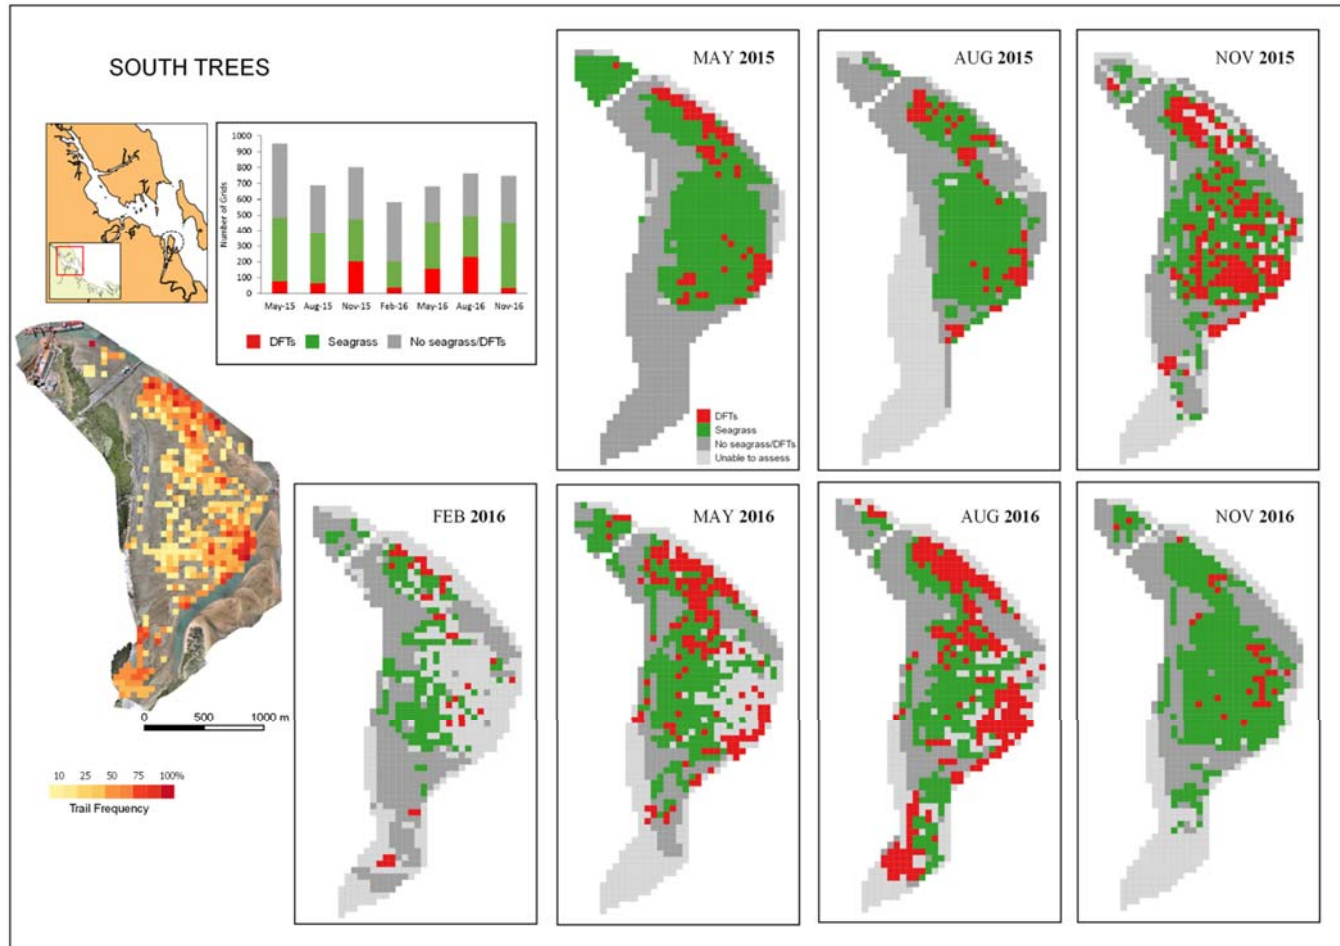 SOUTH TREES
MAY 2015
AUG 2015
NOV 2015
Number of Grids
1000
900
800
700
600
500
400
300
200
100
0
May-15 Aug-15 Nov-15 Feb-16 May-16 Aug-16 Nov-16
DFTs Seagrass No seagrass/DFTs
DFTs
Seagrass
No seagrass/DFTs
Unable to assess
FEB 2016
MAY 2016
AUG 2016
NOV 2016
0 500 1000 m
10 25 50 75 100%
Trail Frequency